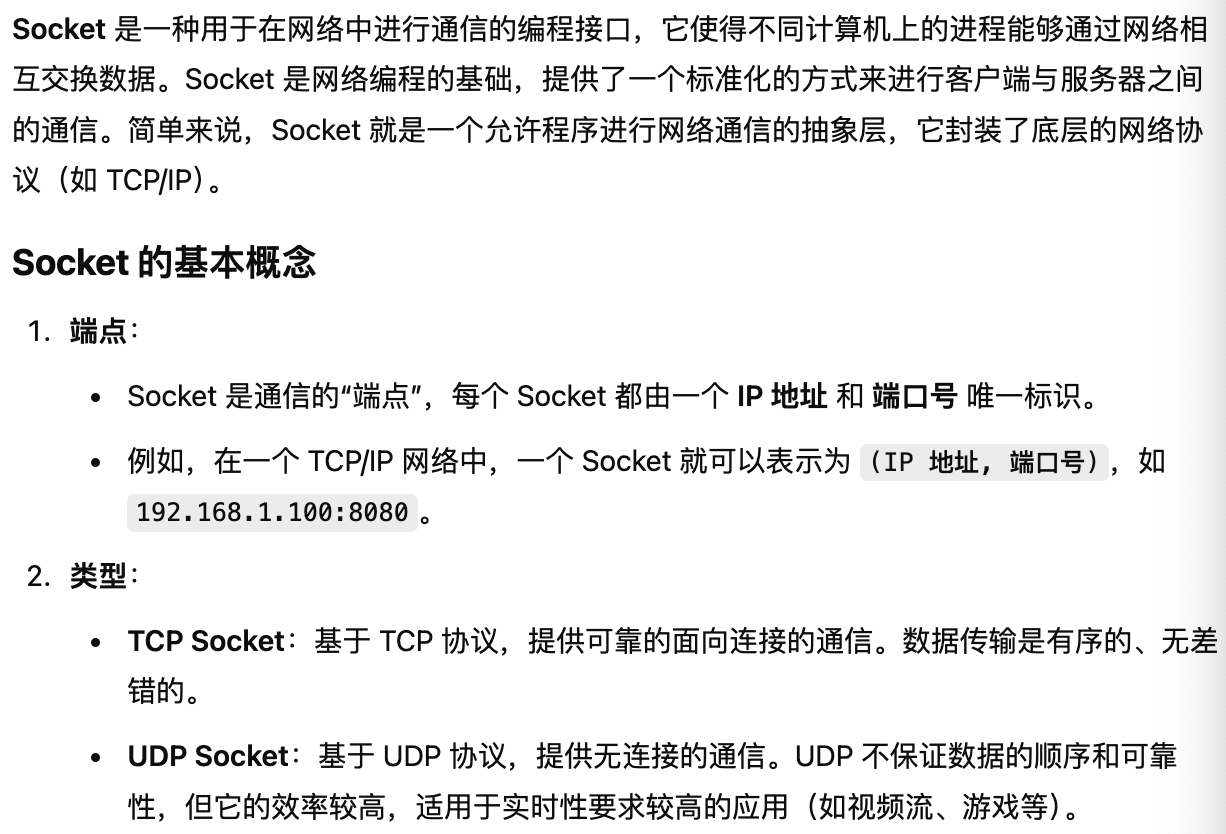 Socket 是一种用于在网络中进行通信的编程接口，它使得不同计算机上的进程能够通过网络相
互交换数据。Socket 是网络编程的基础，提供了一个标准化的方式来进行客户端与服务器之间
的通信。简单来说，Socket 就是一个允许程序进行网络通信的抽象层，它封装了底层的网络协
议（如 TCP/IP）。
Socket 的基本概念
1. 端点：
• Socket 是通信的“端点”，每个 Socket 都由一个 IP 地址 和 端口号 唯一标识。
• 例如，在一个 TCP/IP 网络中，一个 Socket 就可以表示为 (IP 地址, 端口号)，如
192.168.1.100:8080。
2. 类型：
• TCP Socket：基于 TCP 协议，提供可靠的面向连接的通信。数据传输是有序的、无差
错的。
• UDP Socket：基于 UDP 协议，提供无连接的通信。UDP 不保证数据的顺序和可靠
性，但它的效率较高，适用于实时性要求较高的应用（如视频流、游戏等）。